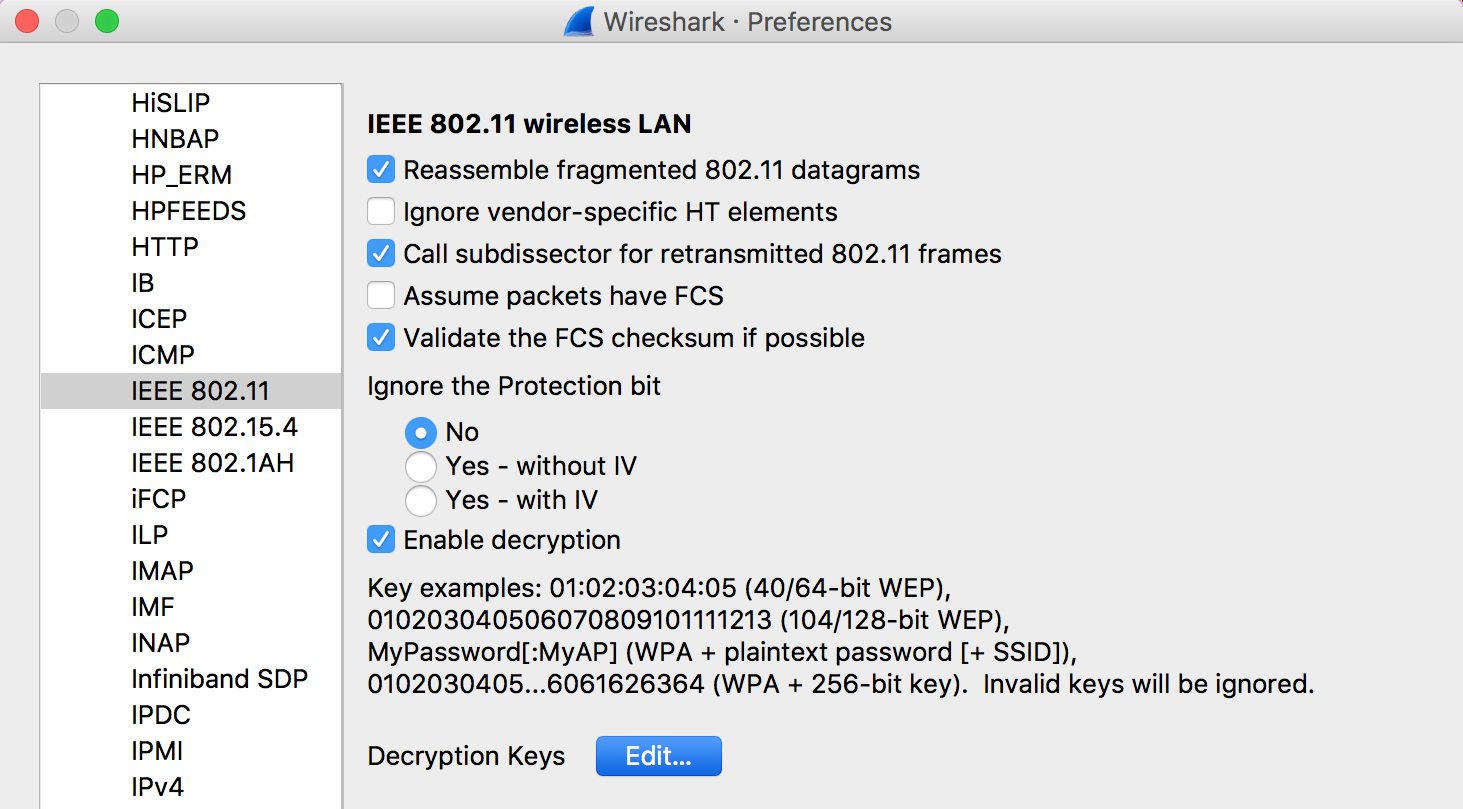 Wireshark · Preferences
HiSLIP
HNBAP
HP_ERM
HPFEEDS
HTTP
IB
ICEP
ICMP
IEEE 802.11
IEEE 802.15.4
IEEE 802.1AH
iFCP
ILP
IMAP
IMF
INAP
Infiniband SDP
IPDC
IPMI
IPv4
IEEE 802.11 wireless LAN
Reassemble fragmented 802.11 datagrams
Ignore vendor-specific HT elements
Call subdissector for retransmitted 802.11 frames
Assume packets have FCS
Validate the FCS checksum if possible
Ignore the Protection bit
No
Yes - without IV
Yes - with IV
Enable decryption
Key examples: 01:02:03:04:05 (40/64-bit WEP),
010203040506070809101111213 (104/128-bit WEP),
MyPassword[:MyAP] (WPA + plaintext password [+ SSID]),
0102030405...6061626364 (WPA + 256-bit key).  Invalid keys will be ignored.
Decryption Keys
Edit...